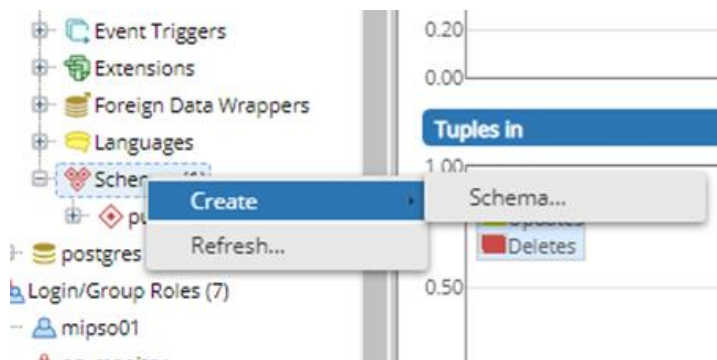 Event Triggers
Extensions
Foreign Data Wrappers
Languages
Create
Refresh...
postgres
Login/Group Roles (7)
mipso01
0.20
0.00
Tuples in
1.00
Schema...
Updates
Deletes
0.50